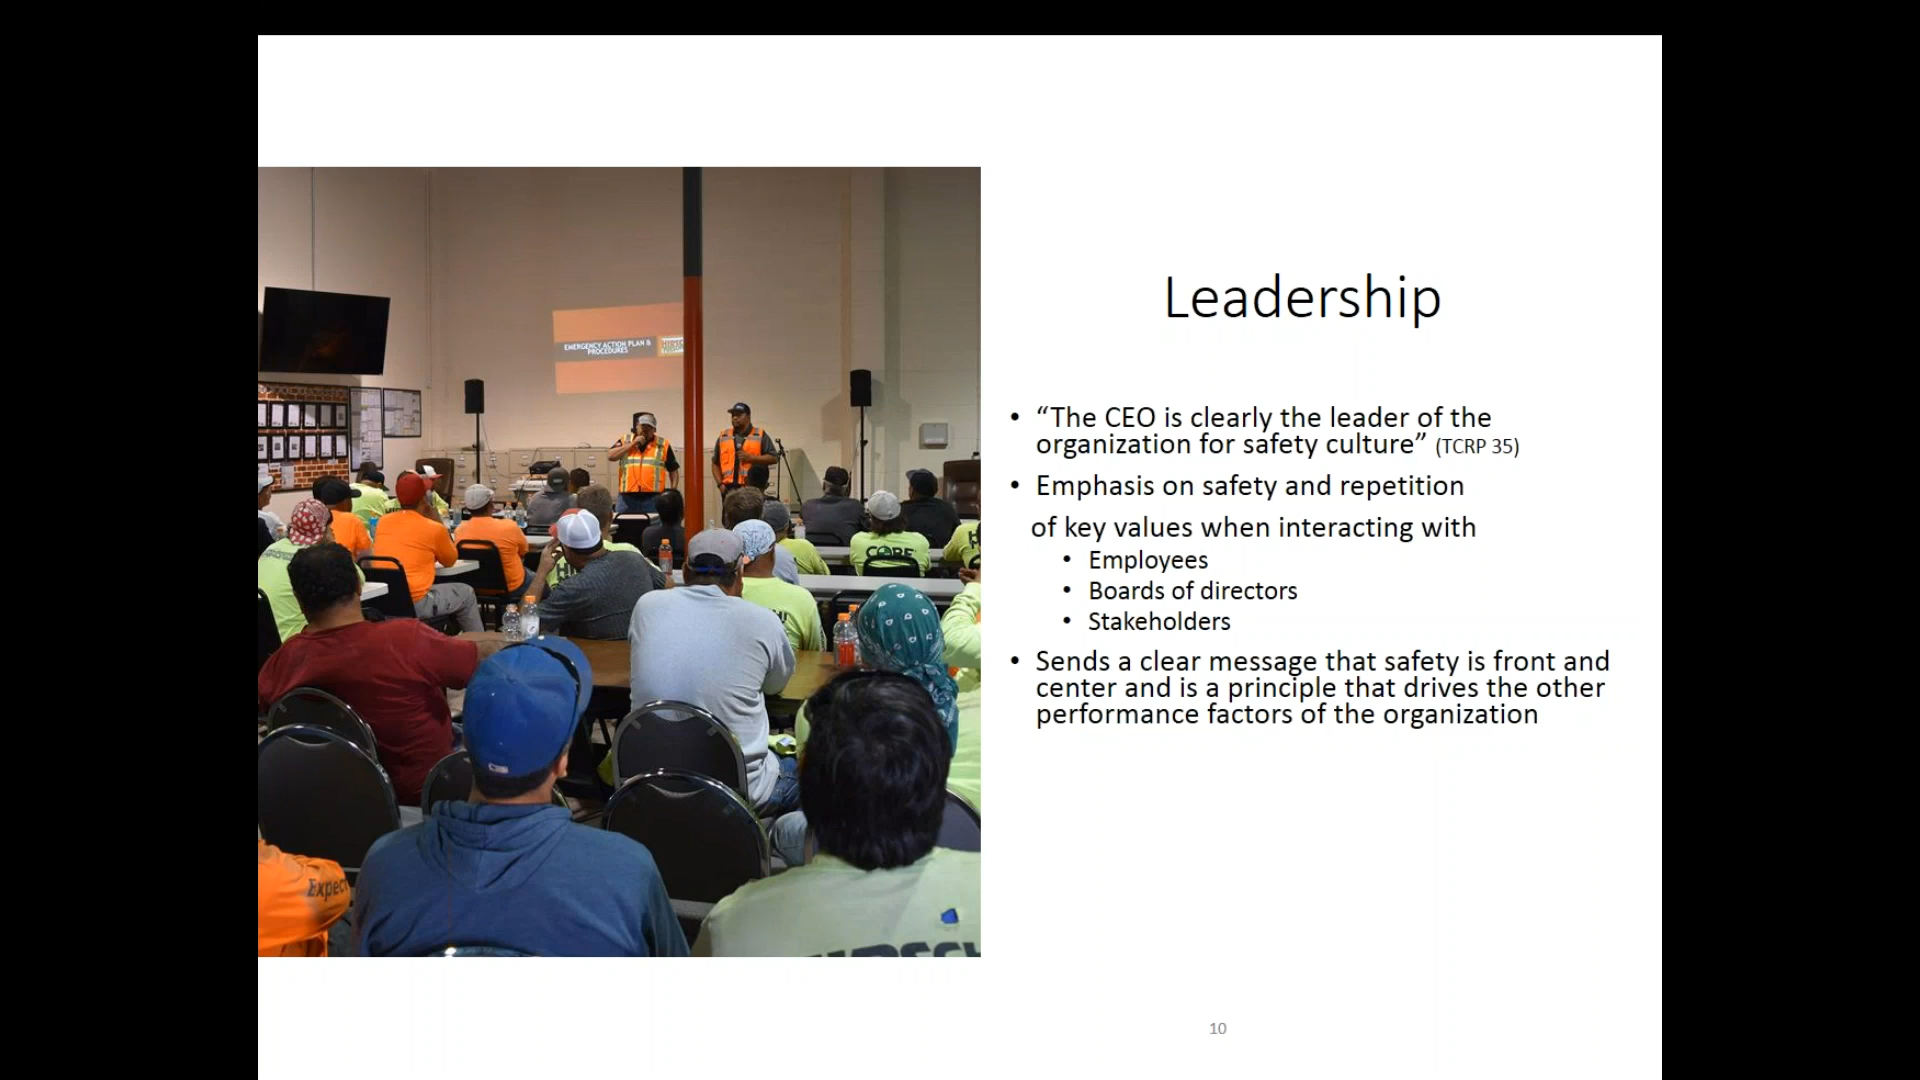 EMERGENCY ACTION PLAN &
PROCEDURES
CORE
Expect
Leadership
• “The CEO is clearly the leader of the
organization for safety culture” (TCRP 35)
• Emphasis on safety and repetition
of key values when interacting with
• Employees
• Boards of directors
• Stakeholders
• Sends a clear message that safety is front and
center and is a principle that drives the other
performance factors of the organization
10